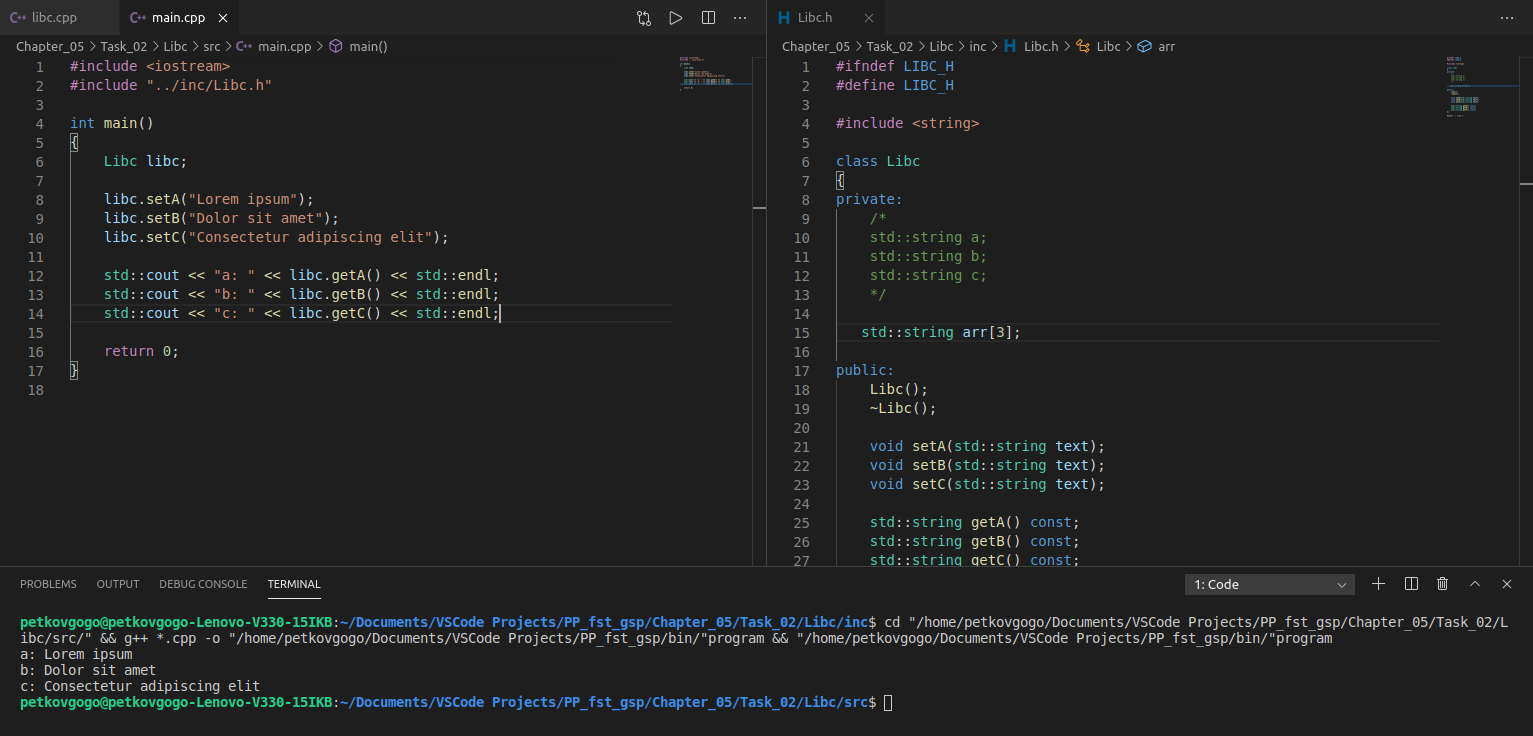 libc.cpp
main.cpp
Chapter_05 > Task_02 > Libc > src > main.cpp > main()
1 #include <iostream>
2 #include "../inc/Libc.h"
3
4 int main()
5 {
6 Libc libc;
7
8 libc.setA("Lorem ipsum");
9 libc.setB("Dolor sit amet");
10 libc.setC("Consectetur adipiscing elit");
11
12 std::cout << "a: " << libc.getA() << std::endl;
13 std::cout << "b: " << libc.getB() << std::endl;
14 std::cout << "c: " << libc.getC() << std::endl;
15
16 return 0;
17 }
18
Libc.h
Chapter_05 > Task_02 > Libc > inc > Libc.h > Libc > arr
1 #ifndef LIBC_H
2 #define LIBC_H
3
4 #include <string>
5
6 class Libc
7 {
8 private:
9 /*
10 std::string a;
11 std::string b;
12 std::string c;
13 */
14
15 std::string arr[3];
16
17 public:
18 Libc();
19 ~Libc();
20
21 void setA(std::string text);
22 void setB(std::string text);
23 void setC(std::string text);
24
25 std::string getA() const;
26 std::string getB() const;
27 std::string getC() const;
PROBLEMS OUTPUT DEBUG CONSOLE TERMINAL
1: Code
petkovgogo@petkovgogo-Lenovo-V330-15IKB:~/Documents/VSCode Projects/PP_fst_gsp/Chapter_05/Task_02/Libc/inc$ cd "/home/petkovgogo/Documents/VSCode Projects/PP_fst_gsp/Chapter_05/Task_02/L
ibc/src/" && g++ *.cpp -o "/home/petkovgogo/Documents/VSCode Projects/PP_fst_gsp/bin/"program && "/home/petkovgogo/Documents/VSCode Projects/PP_fst_gsp/bin/"program
a: Lorem ipsum
b: Dolor sit amet
c: Consectetur adipiscing elit
petkovgogo@petkovgogo-Lenovo-V330-15IKB:~/Documents/VSCode Projects/PP_fst_gsp/Chapter_05/Task_02/Libc/src$